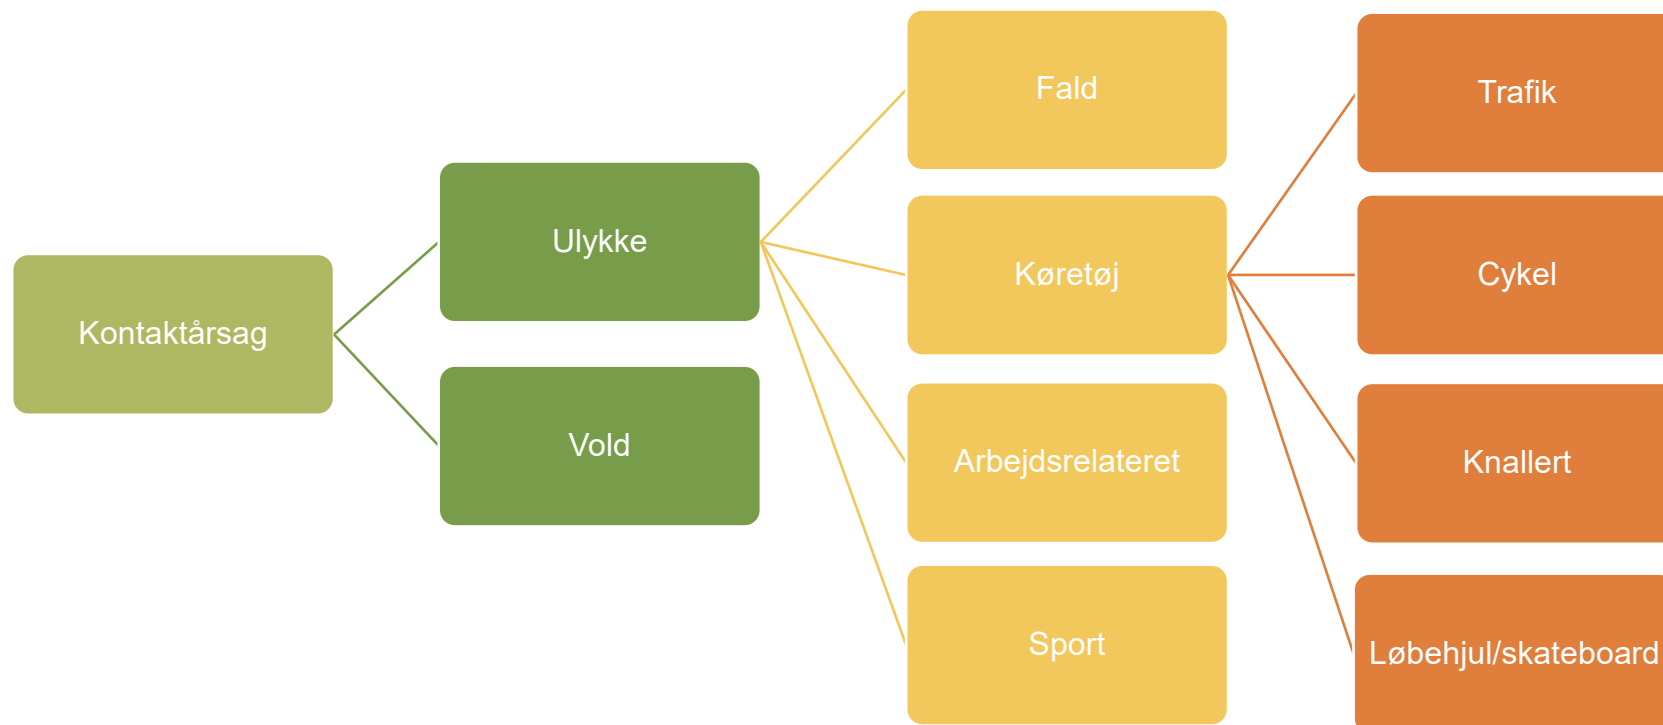 Kontaktårsag
Ulykke
Vold
Fald
Køretøj
Arbejdsrelateret
Sport
Trafik
Cykel
Knallert
Løbehjul/skateboard